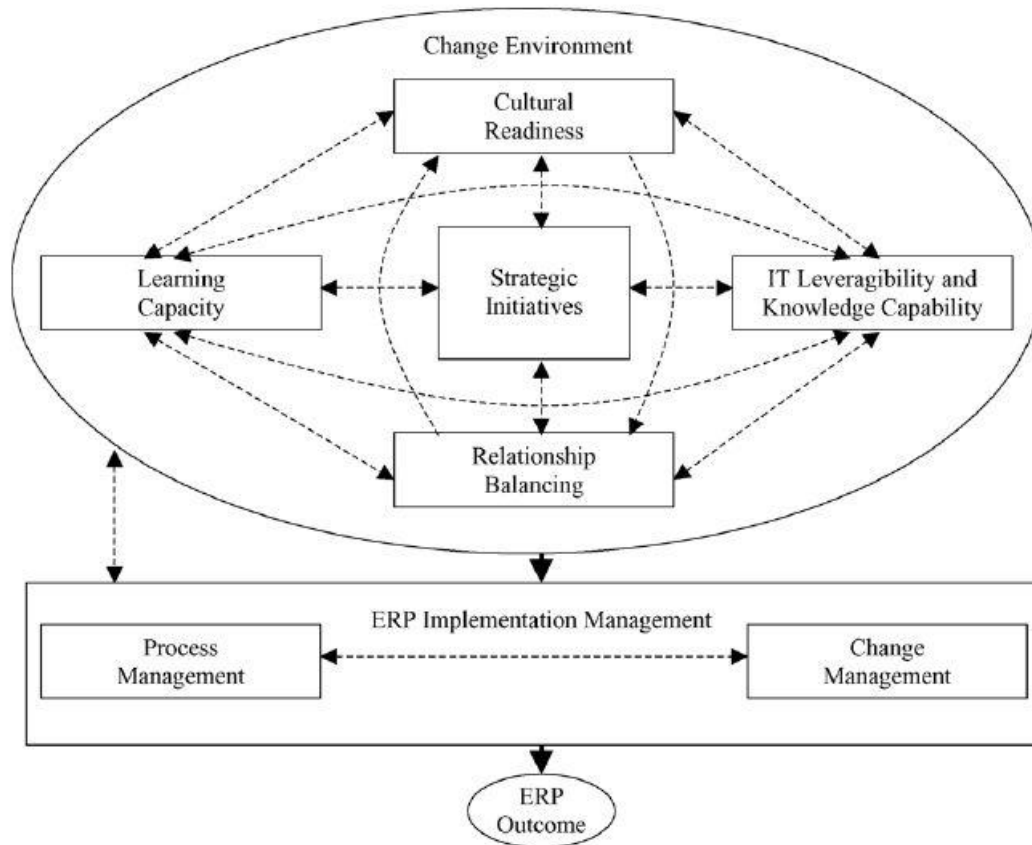 Change Environment
Cultural
Readiness
Learning
Capacity
Strategic
Initiatives
IT Leveragibility and
Knowledge Capability
Relationship
Balancing
ERP Implementation Management
Process
Management
Change
Management
ERP
Outcome